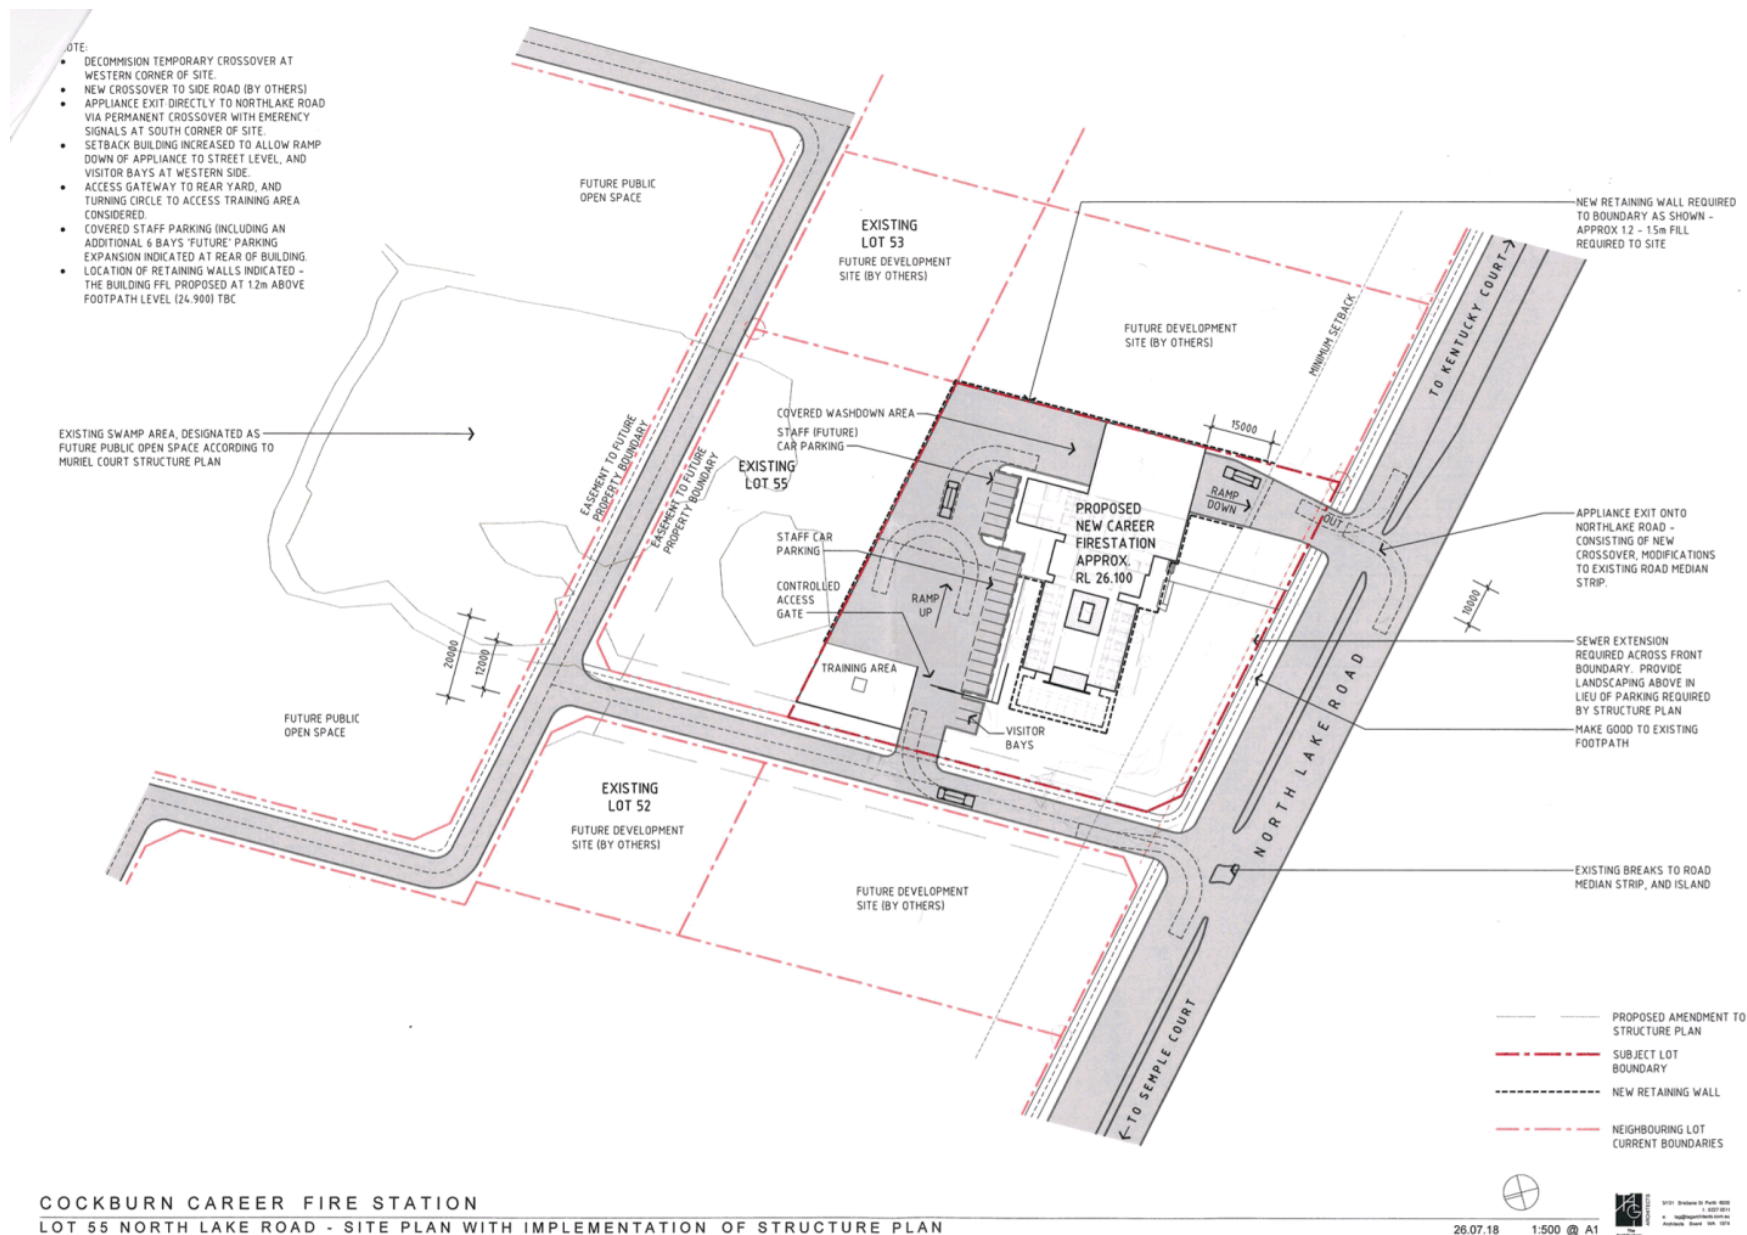 OTE:
• DECOMMISION TEMPORARY CROSSOVER AT
WESTERN CORNER OF SITE.
• NEW CROSSOVER TO SIDE ROAD (BY OTHERS)
• APPLIANCE EXIT DIRECTLY TO NORTHLAKE ROAD
VIA PERMANENT CROSSOVER WITH EMERENCY
SIGNALS AT SOUTH CORNER OF SITE.
• SETBACK BUILDING INCREASED TO ALLOW RAMP
DOWN OF APPLIANCE TO STREET LEVEL, AND
VISITOR BAYS AT WESTERN SIDE.
• ACCESS GATEWAY TO REAR YARD, AND
TURNING CIRCLE TO ACCESS TRAINING AREA
CONSIDERED.
• COVERED STAFF PARKING (INCLUDING AN
ADDITIONAL 6 BAYS 'FUTURE' PARKING
EXPANSION INDICATED AT REAR OF BUILDING.
• LOCATION OF RETAINING WALLS INDICATED -
THE BUILDING FFL PROPOSED AT 1.2m ABOVE
FOOTPATH LEVEL (24.900) TBC
FUTURE PUBLIC
OPEN SPACE
EXISTING
LOT 53
FUTURE DEVELOPMENT
SITE (BY OTHERS)
FUTURE DEVELOPMENT
SITE (BY OTHERS)
MINIMUM SETBACK
TO KENTUCKY COURT
NEW RETAINING WALL REQUIRED
TO BOUNDARY AS SHOWN -
APPROX 1.2 - 1.5m FILL
REQUIRED TO SITE
EXISTING SWAMP AREA, DESIGNATED AS
FUTURE PUBLIC OPEN SPACE ACCORDING TO
MURIEL COURT STRUCTURE PLAN
EASEMENT TO FUTURE
PROPERTY BOUNDARY
EASEMENT TO FUTURE
PROPERTY BOUNDARY
EXISTING
LOT 55
COVERED WASHDOWN AREA
STAFF (FUTURE)
CAR PARKING
STAFF CAR
PARKING
CONTROLLED
ACCESS
GATE
RAMP
UP
TRAINING AREA
VISITOR
BAYS
PROPOSED
NEW CAREER
FIRESTATION
APPROX.
RL 26.100
15000
RAMP
DOWN
OUT
10000
APPLIANCE EXIT ONTO
NORTHLAKE ROAD -
CONSISTING OF NEW
CROSSOVER, MODIFICATIONS
TO EXISTING ROAD MEDIAN
STRIP.
SEWER EXTENSION
REQUIRED ACROSS FRONT
BOUNDARY. PROVIDE
LANDSCAPING ABOVE IN
LIEU OF PARKING REQUIRED
BY STRUCTURE PLAN
MAKE GOOD TO EXISTING
FOOTPATH
NORTH LAKE ROAD
EXISTING BREAKS TO ROAD
MEDIAN STRIP, AND ISLAND
20000
12000
FUTURE PUBLIC
OPEN SPACE
EXISTING
LOT 52
FUTURE DEVELOPMENT
SITE (BY OTHERS)
FUTURE DEVELOPMENT
SITE (BY OTHERS)
TO SEMPLE COURT
PROPOSED AMENDMENT TO
STRUCTURE PLAN
SUBJECT LOT
BOUNDARY
NEW RETAINING WALL
NEIGHBOURING LOT
CURRENT BOUNDARIES
COCKBURN CAREER FIRE STATION
LOT 55 NORTH LAKE ROAD - SITE PLAN WITH IMPLEMENTATION OF STRUCTURE PLAN
26.07.18 1:500 @ A1
ARCHITECTS